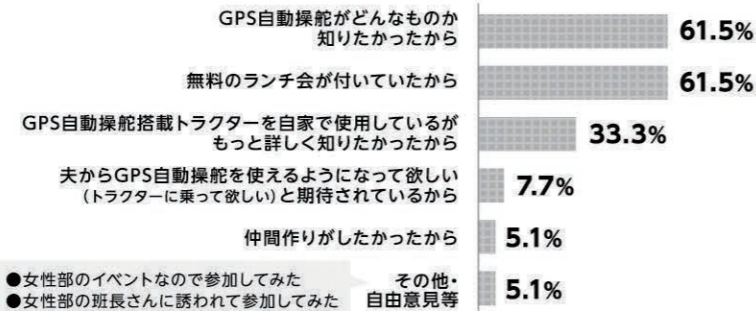 GPS自動操舵がどんなものか
知りたかったから
61.5%
無料のランチ会が付いていたから
61.5%
GPS自動操舵搭載トラクターを自家で使用しているが
もっと詳しく知りたかったから
33.3%
夫からGPS自動操舵を使えるようになって欲しい
(トラクターに乗って欲しい)と期待されているから
7.7%
仲間作りがしたかったから
5.1%
その他・
自由意見等
5.1%
●女性部のイベントなので参加してみた
●女性部の班長さんに誘われて参加してみた